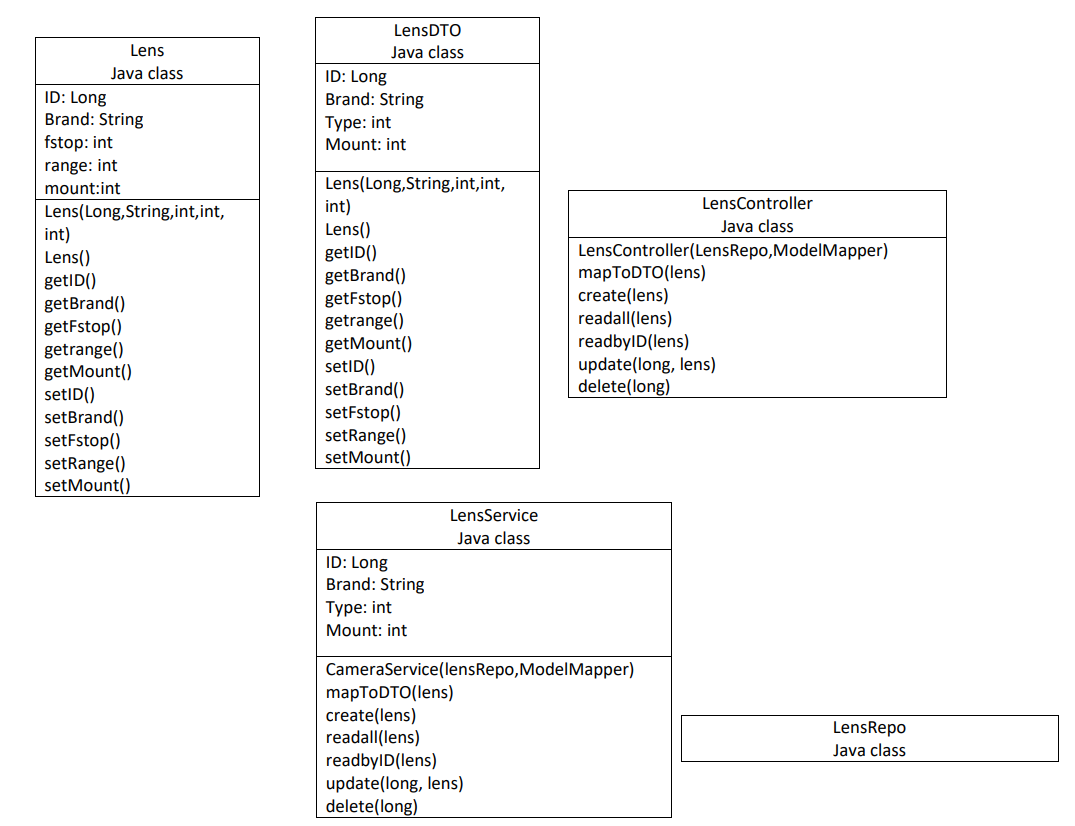 Lens
Java class
ID: Long
Brand: String
fstop: int
range: int
mount:int
Lens(Long,String,int,int,
int)
Lens()
getID()
getBrand()
getFstop()
getrange()
getMount()
setID()
setBrand()
setFstop()
setRange()
setMount()
LensDTO
Java class
ID: Long
Brand: String
Type: int
Mount: int
Lens(Long,String,int,int,
int)
Lens()
getID()
getBrand()
getFstop()
getrange()
getMount()
setID()
setBrand()
setFstop()
setRange()
setMount()
LensController
Java class
LensController(LensRepo,ModelMapper)
mapToDTO(lens)
create(lens)
readall(lens)
readbyID(lens)
update(long, lens)
delete(long)
LensService
Java class
ID: Long
Brand: String
Type: int
Mount: int
CameraService(lensRepo,ModelMapper)
mapToDTO(lens)
create(lens)
readall(lens)
readbyID(lens)
update(long, lens)
delete(long)
LensRepo
Java class